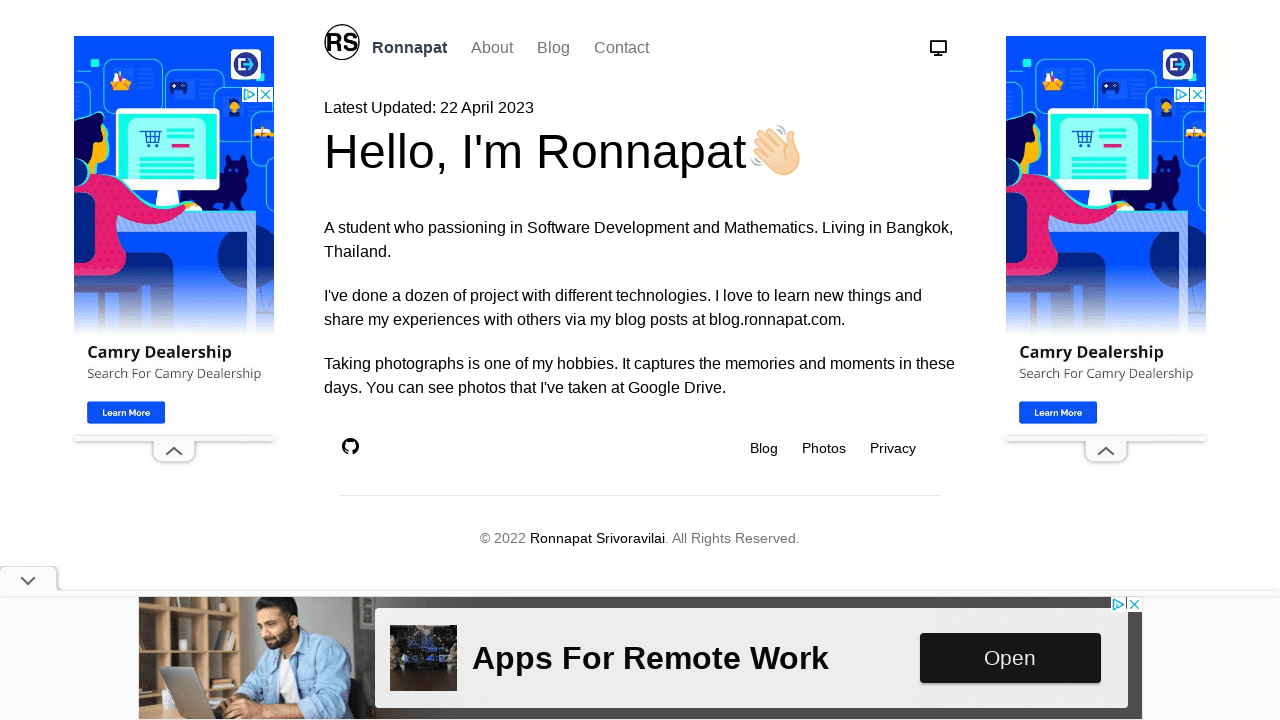 RS Ronnapat About Blog Contact
Latest Updated: 22 April 2023
Hello, I'm Ronnapat👋🏻
A student who passioning in Software Development and Mathematics. Living in Bangkok,
Thailand.
I've done a dozen of project with different technologies. I love to learn new things and
share my experiences with others via my blog posts at blog.ronnapat.com.
Taking photographs is one of my hobbies. It captures the memories and moments in these
days. You can see photos that I've taken at Google Drive.
Blog Photos Privacy
© 2022 Ronnapat Srivoravilai. All Rights Reserved.
Camry Dealership
Search For Camry Dealership
Learn More
Camry Dealership
Search For Camry Dealership
Learn More
Apps For Remote Work
Open